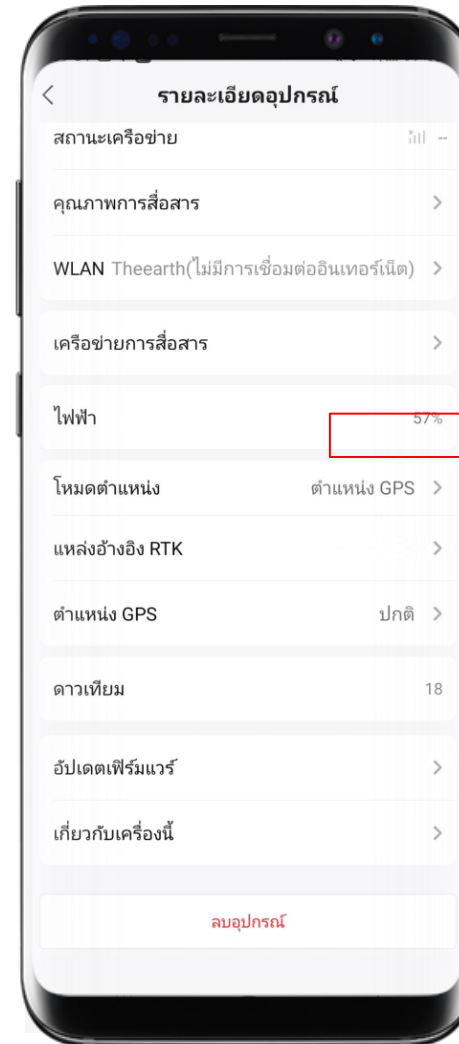 รายละเอียดอุปกรณ์
สถานะเครือข่าย --
คุณภาพการสื่อสาร
WLAN Theearth(ไม่มีการเชื่อมต่ออินเทอร์เน็ต)
เครือข่ายการสื่อสาร
ไฟฟ้า 57%
โหมดตำแหน่ง ตำแหน่ง GPS
แหล่งอ้างอิง RTK
ตำแหน่ง GPS ปกติ
ดาวเทียม 18
อัปเดตเฟิร์มแวร์
เกี่ยวกับเครื่องนี้
ลบอุปกรณ์